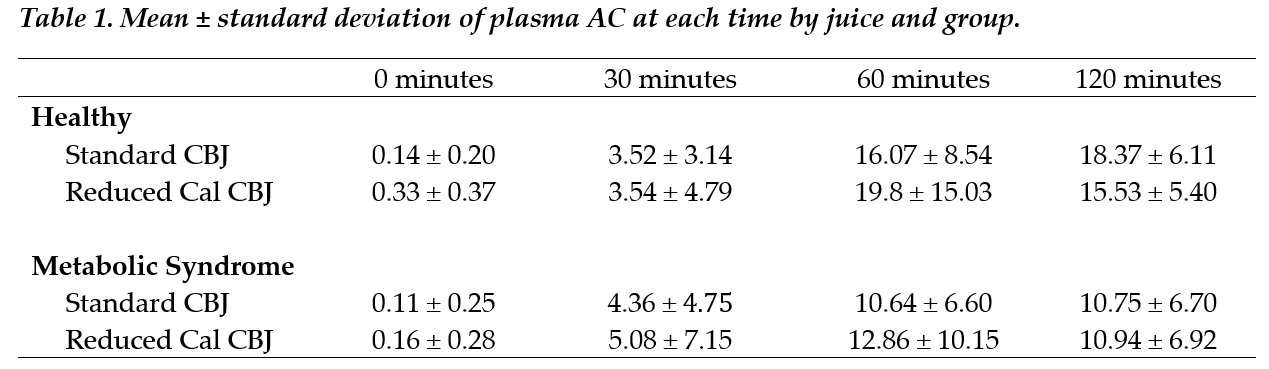 Table 1. Mean ± standard deviation of plasma AC at each time by juice and group.
0 minutes 30 minutes 60 minutes 120 minutes
Healthy
Standard CBJ 0.14 ± 0.20 3.52 ± 3.14 16.07 ± 8.54 18.37 ± 6.11
Reduced Cal CBJ 0.33 ± 0.37 3.54 ± 4.79 19.8 ± 15.03 15.53 ± 5.40
Metabolic Syndrome
Standard CBJ 0.11 ± 0.25 4.36 ± 4.75 10.64 ± 6.60 10.75 ± 6.70
Reduced Cal CBJ 0.16 ± 0.28 5.08 ± 7.15 12.86 ± 10.15 10.94 ± 6.92